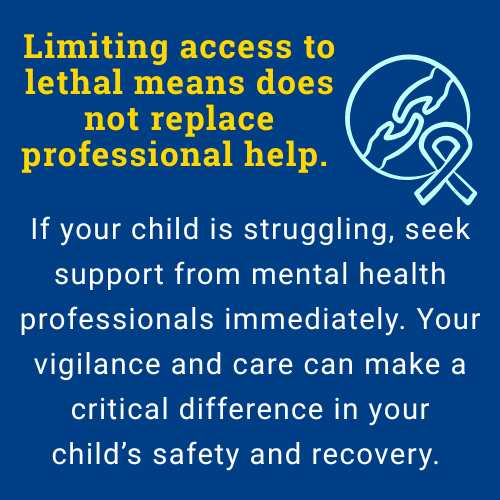 Limiting access to
lethal means does
not replace
professional help.
If your child is struggling, seek
support from mental health
professionals immediately. Your
vigilance and care can make a
critical difference in your
child’s safety and recovery.